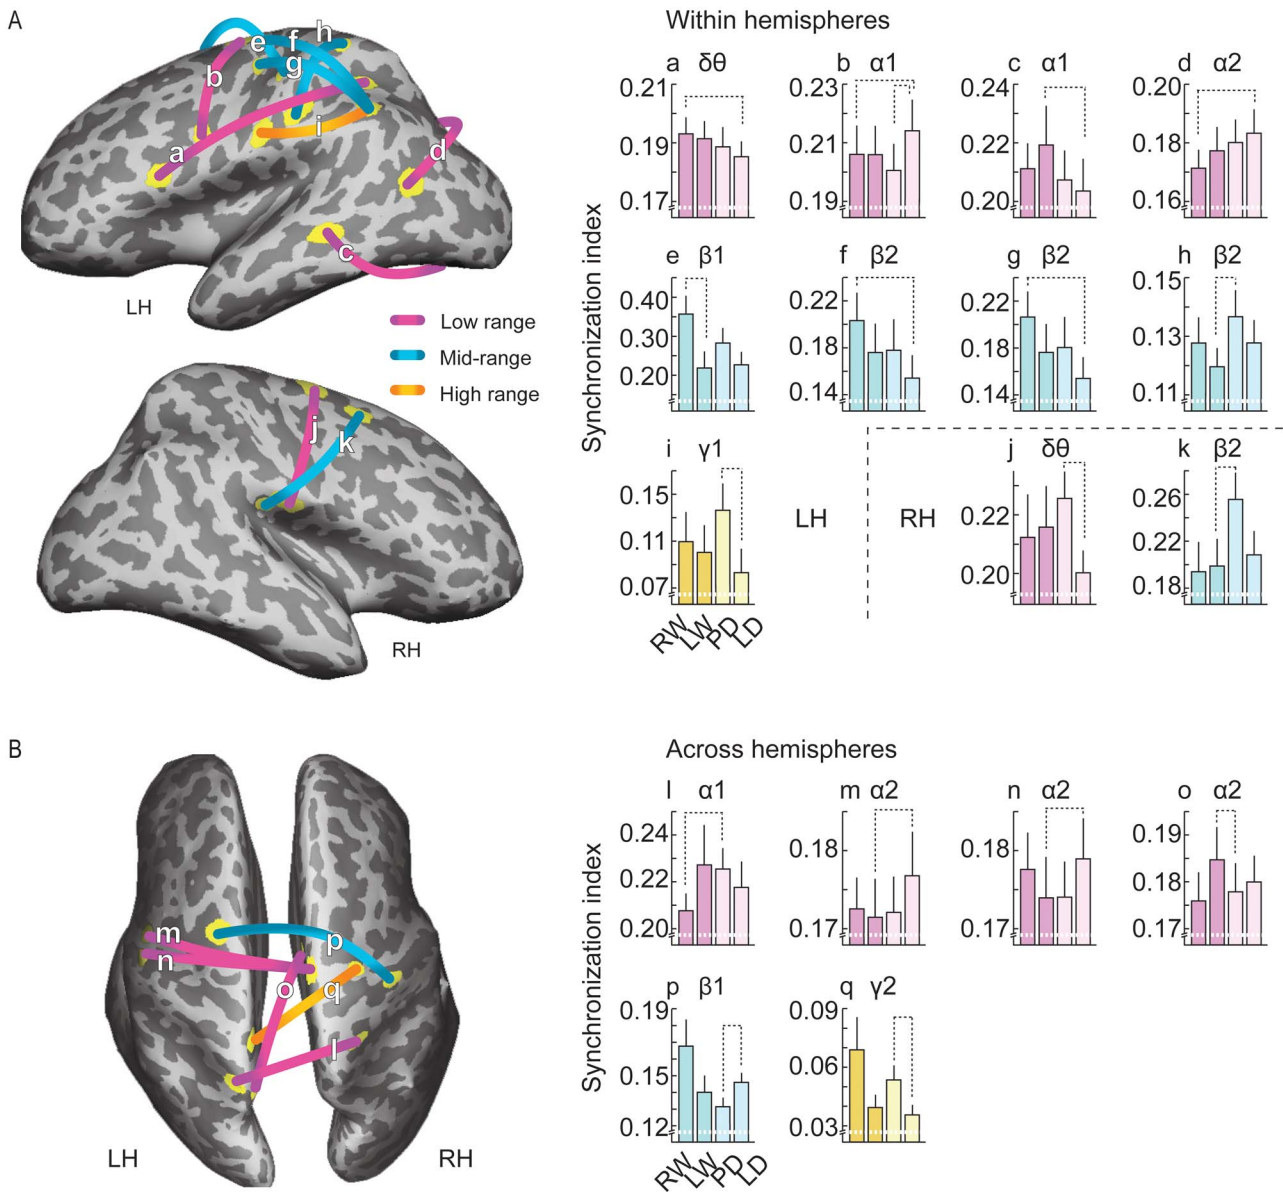 A
a
b
c
d
e
f
g
h
i
LH
Low range
Mid-range
High range
j
k
RH
Within hemispheres
Synchronization index
a δθ
0.21
0.19
0.17
b α1
0.23
0.21
0.19
c α1
0.24
0.22
0.20
d α2
0.20
0.18
0.16
e β1
0.40
0.30
0.20
f β2
0.22
0.18
0.14
g β2
0.22
0.18
0.14
h β2
0.15
0.13
0.11
i γ1
0.15
0.11
0.07
RW
LW
PD
LD
LH
RH
j δθ
0.22
0.20
k β2
0.26
0.22
0.18
B
m
n
o
p
q
l
LH
RH
Across hemispheres
Synchronization index
l α1
0.24
0.22
0.20
m α2
0.18
0.17
n α2
0.18
0.17
o α2
0.19
0.18
0.17
p β1
0.19
0.15
0.12
RW
LW
PD
LD
q γ2
0.09
0.06
0.03
RW
LW
PD
LD